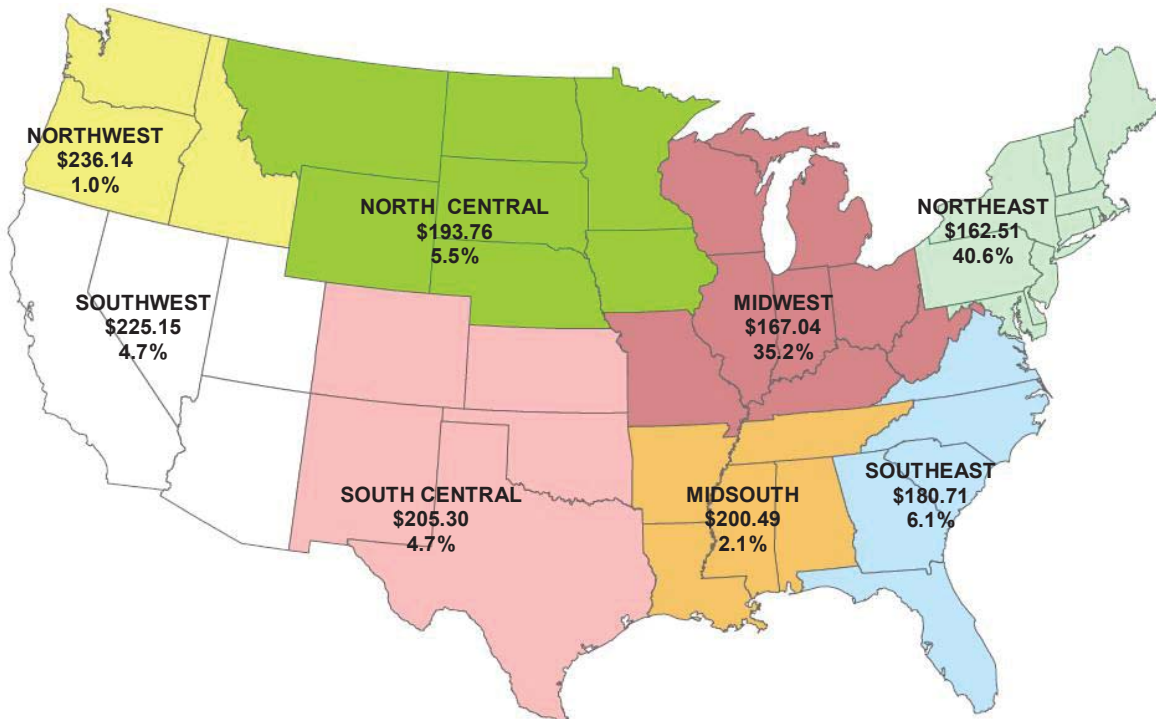 NORTHWEST
$236.14
1.0%
NORTH CENTRAL
$193.76
5.5%
NORTHEAST
$162.51
40.6%
SOUTHWEST
$225.15
4.7%
MIDWEST
$167.04
35.2%
SOUTH CENTRAL
$205.30
4.7%
MIDSOUTH
$200.49
2.1%
SOUTHEAST
$180.71
6.1%